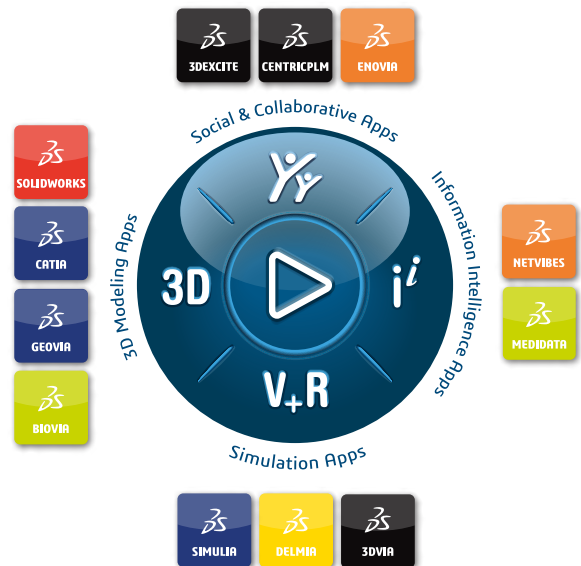 3DEXCITE
CENTRICPLM
ENOVIA
Social & Collaborative Apps
SOLIDWORKS
CATIA
GEOVIA
BIOVIA
3D Modeling Apps
3D
i i
V+R
Information Intelligence Apps
NETVIBES
MEDIDATA
Simulation Apps
SIMULIA
DELMIA
3DVIA